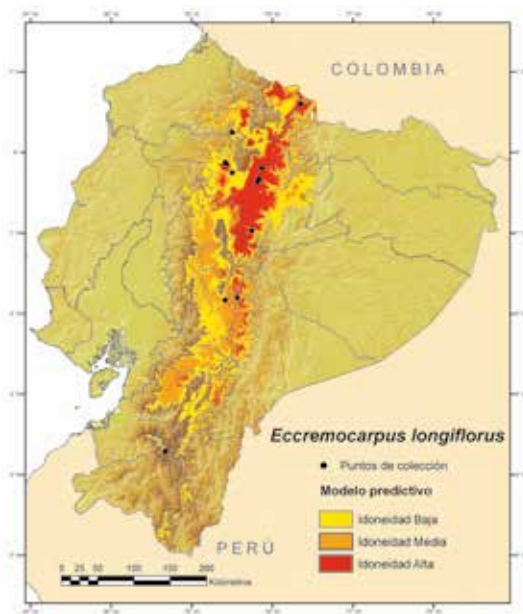 COLOMBIA
Eccremocarpus longiflorus
Puntos de colección
Modelo predictivo
Idoneidad Baja
Idoneidad Media
Idoneidad Alta
PERÚ
0 25 50 100 150 200
Kilómetros